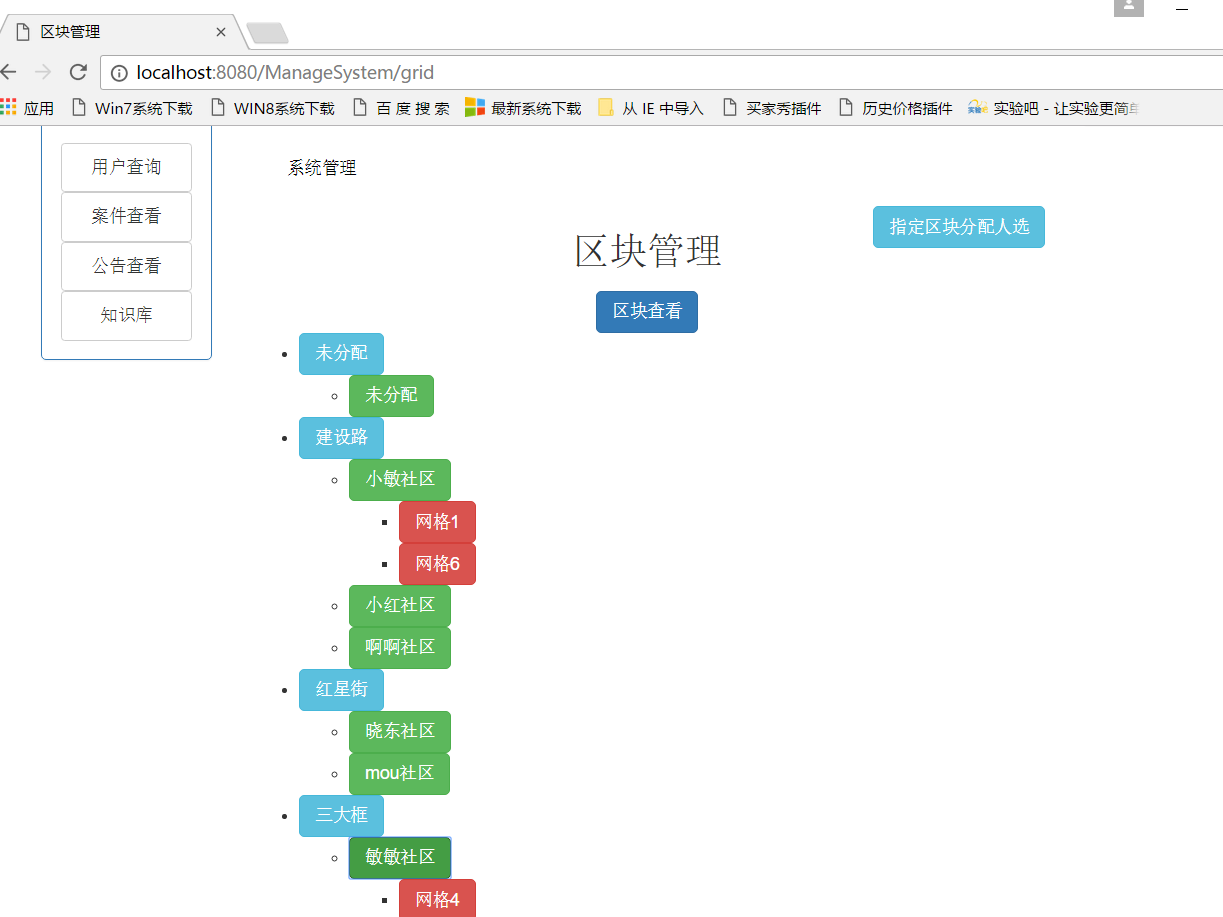 区块管理
localhost:8080/ManageSystem/grid
应用 Win7系统下载 WIN8系统下载 百 度 搜 索 最新系统下载 从 IE 中导入 买家秀插件 历史价格插件 实验吧 - 让实验更简单
用户查询
案件查看
公告查看
知识库
系统管理
指定区块分配人选
区块管理
区块查看
未分配
未分配
建设路
小敏社区
网格1
网格6
小红社区
啊啊社区
红星街
晓东社区
mou社区
三大框
敏敏社区
网格4